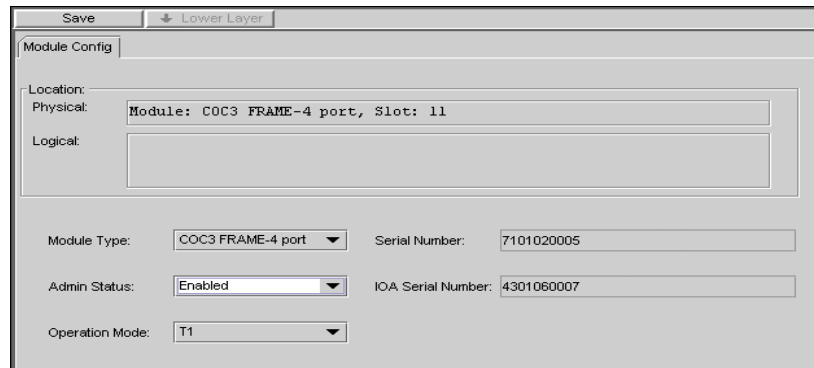 Save
Lower Layer
Module Config
Location:
Physical: Module: COC3 FRAME-4 port, Slot: 11
Logical:
Module Type: COC3 FRAME-4 port Serial Number: 7101020005
Admin Status: Enabled IOA Serial Number: 4301060007
Operation Mode: T1